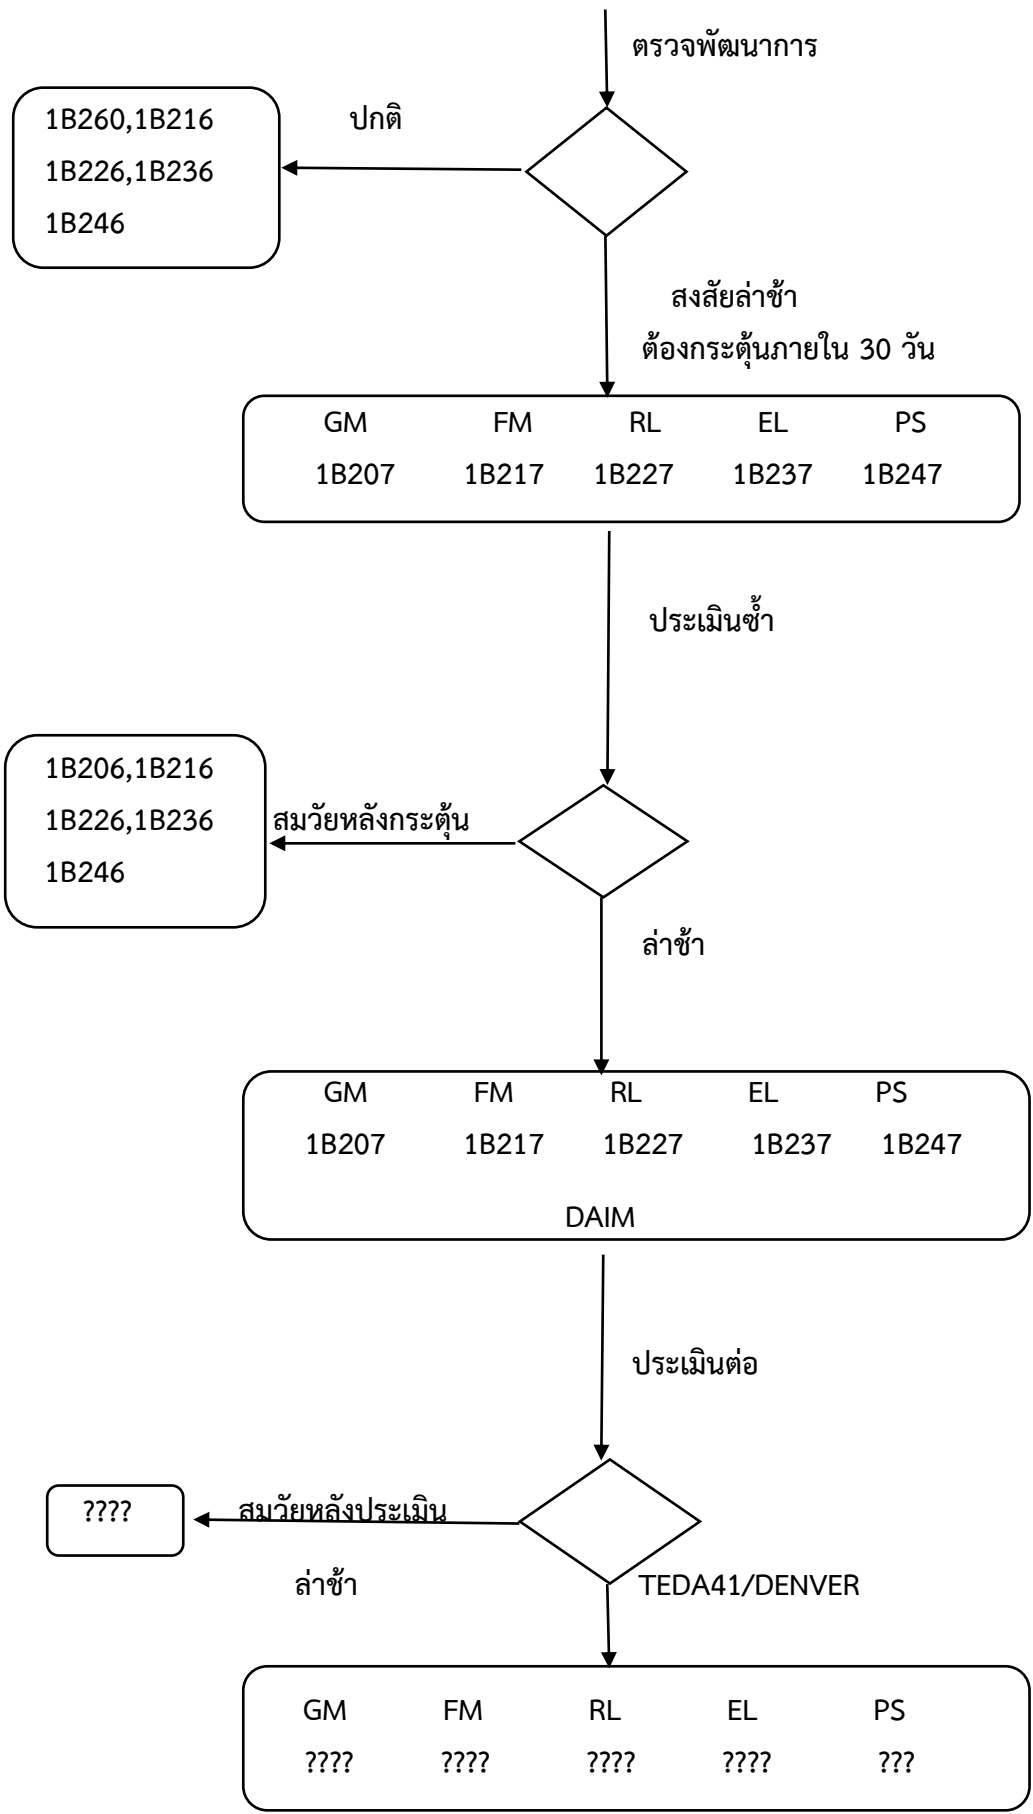 ตรวจพัฒนาการ
ปกติ
1B260,1B216
1B226,1B236
1B246
สงสัยล่าช้า
ต้องกระตุ้นภายใน 30 วัน
GM FM RL EL PS
1B207 1B217 1B227 1B237 1B247
ประเมินซ้ำ
1B206,1B216
1B226,1B236
1B246
สมวัยหลังกระตุ้น
ล่าช้า
GM FM RL EL PS
1B207 1B217 1B227 1B237 1B247
DAIM
ประเมินต่อ
???? สมวัยหลังประเมิน
ล่าช้า TEDA41/DENVER
GM FM RL EL PS
???? ???? ???? ???? ???